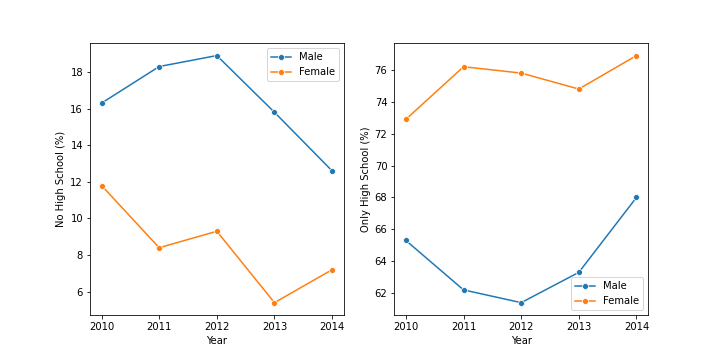 No High School (%)
18
16
14
12
10
8
6
2010 2011 2012 2013 2014
Year
Male
Female
Only High School (%)
76
74
72
70
68
66
64
62
2010 2011 2012 2013 2014
Year
Male
Female